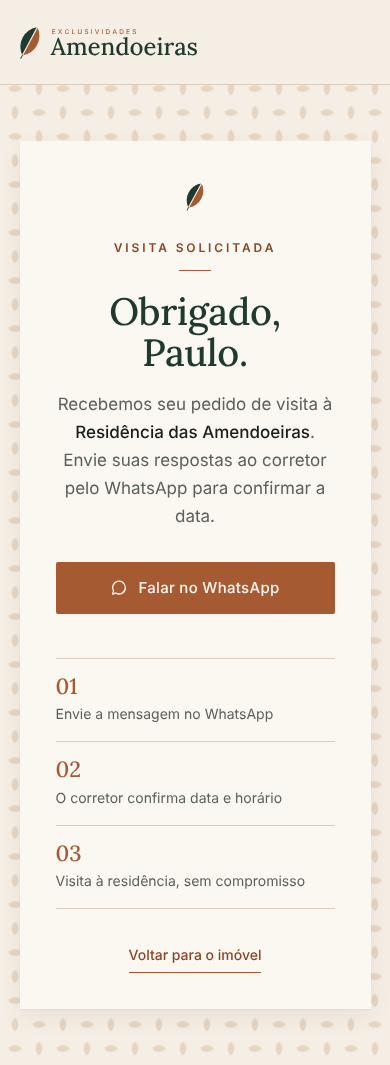 EXCLUSIVIDADES
Amendoeiras
VISITA SOLICITADA
Obrigado,
Paulo.
Recebemos seu pedido de visita à
Residência das Amendoeiras.
Envie suas respostas ao corretor
pelo WhatsApp para confirmar a
data.
Falar no WhatsApp
01
Envie a mensagem no WhatsApp
02
O corretor confirma data e horário
03
Visita à residência, sem compromisso
Voltar para o imóvel